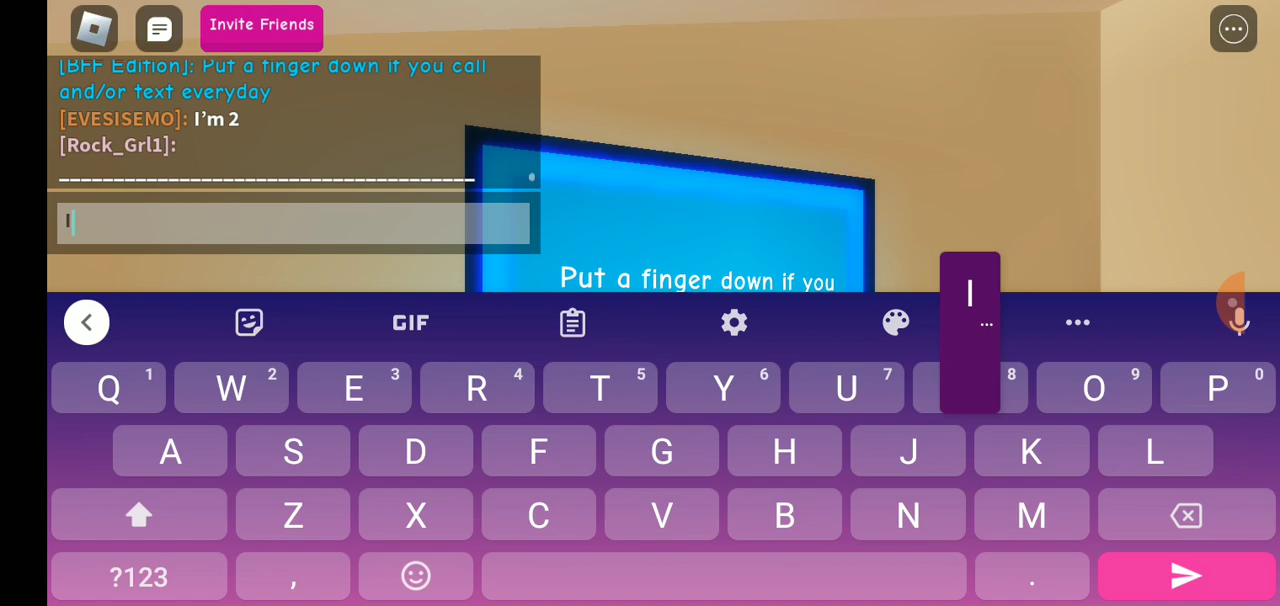 Invite Friends
[BFF Edition]: Put a finger down if you call
and/or text everyday
[EVESISEMO]: I'm 2
[Rock_Grl1]:
I
Put a finger down if you
I
GIF
Q 1 W 2 E 3 R 4 T 5 Y 6 U 7 8 O 9 P 0
A S D F G H J K L
Z X C V B N M
?123 , .